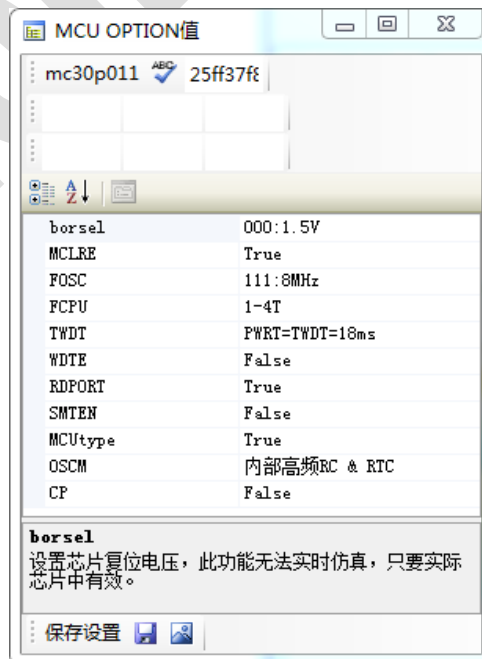 MCU OPTION值
mc30p011 ABC 25ff37f8
borsel 000:1.5V
MCLRE True
FOSC 111:8MHz
FCPU 1-4T
TWDT PWRT=TWDT=18ms
WDTE False
RDPORT True
SMTEN False
MCUtype True
OSCM 内部高频RC & RTC
CP False
borsel
设置芯片复位电压，此功能无法实时仿真，只要实际
芯片中有效。
保存设置